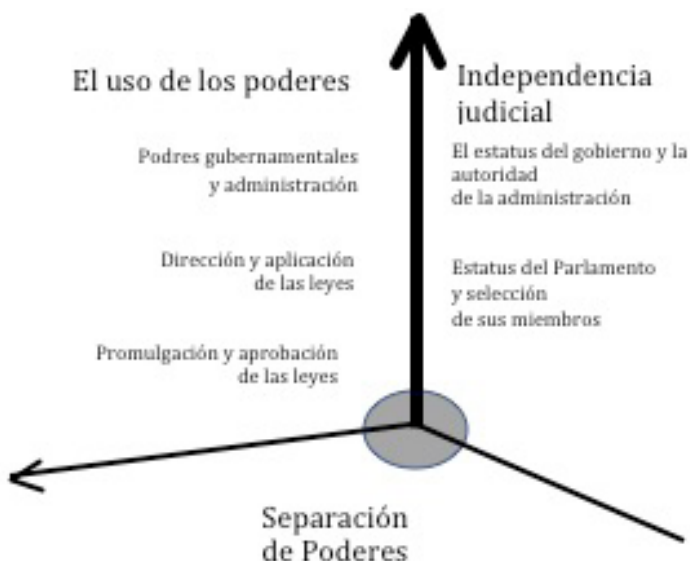 El uso de los poderes
Podres gubernamentales
y administración
Dirección y aplicación
de las leyes
Promulgación y aprobación
de las leyes
Independencia
judicial
El estatus del gobierno y la
autoridad
de la administración
Estatus del Parlamento
y selección
de sus miembros
Separación
de Poderes